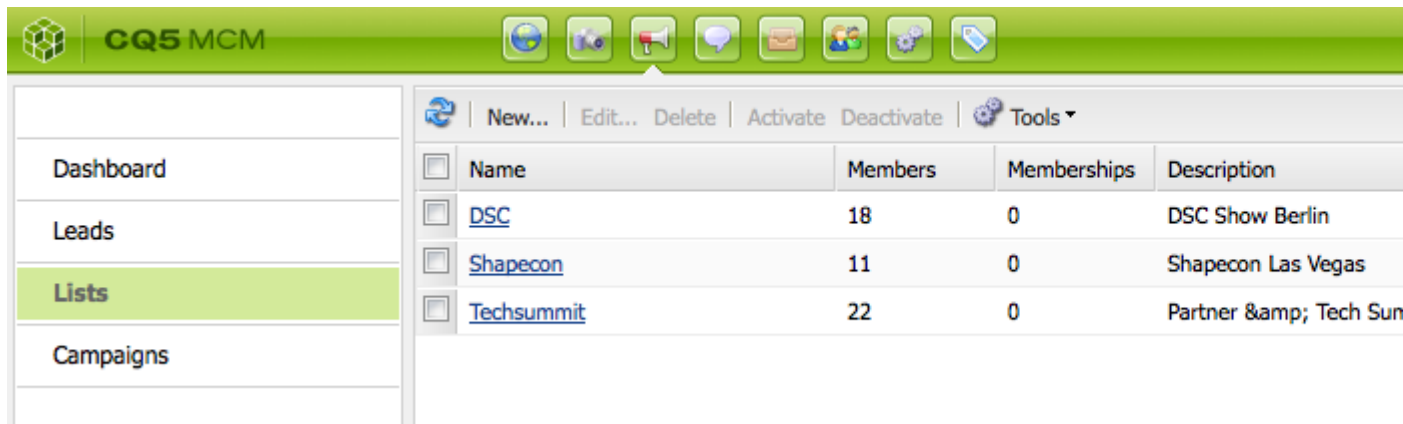 CQ5 MCM
New... Edit... Delete Activate Deactivate Tools
Dashboard
Leads
Lists
Campaigns
Name Members Memberships Description
DSC 18 0 DSC Show Berlin
Shapecon 11 0 Shapecon Las Vegas
Techsummit 22 0 Partner &amp; Tech